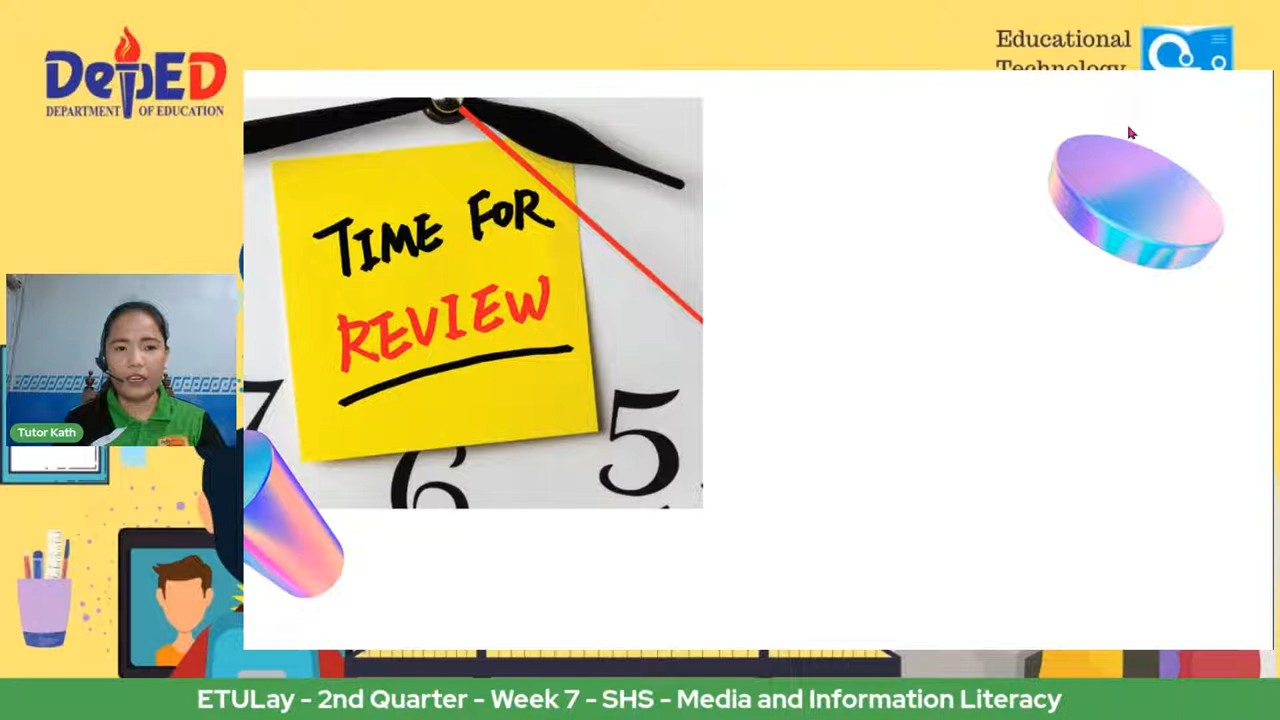 DepED
DEPARTMENT OF EDUCATION
Educational
Technology
TIME FOR
REVIEW
7
6
5
Tutor Kath
ETULay - 2nd Quarter - Week 7 - SHS - Media and Information Literacy